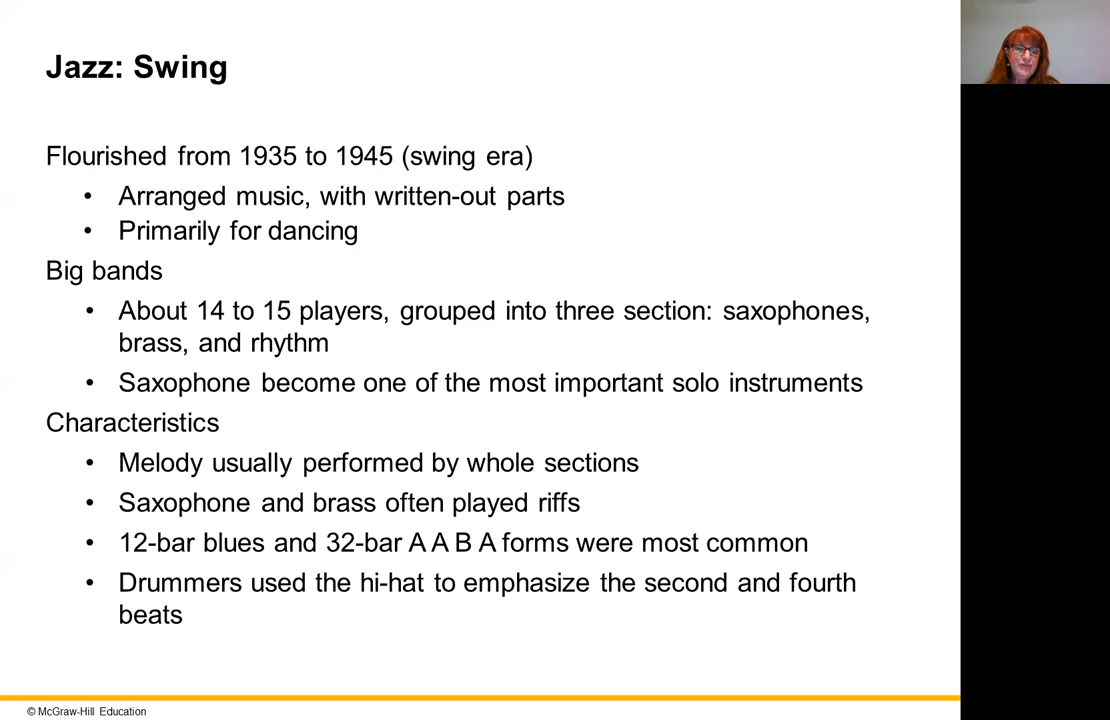 Jazz: Swing
Flourished from 1935 to 1945 (swing era)
• Arranged music, with written-out parts
• Primarily for dancing
Big bands
• About 14 to 15 players, grouped into three section: saxophones,
brass, and rhythm
• Saxophone become one of the most important solo instruments
Characteristics
• Melody usually performed by whole sections
• Saxophone and brass often played riffs
• 12-bar blues and 32-bar A A B A forms were most common
• Drummers used the hi-hat to emphasize the second and fourth
beats
© McGraw-Hill Education